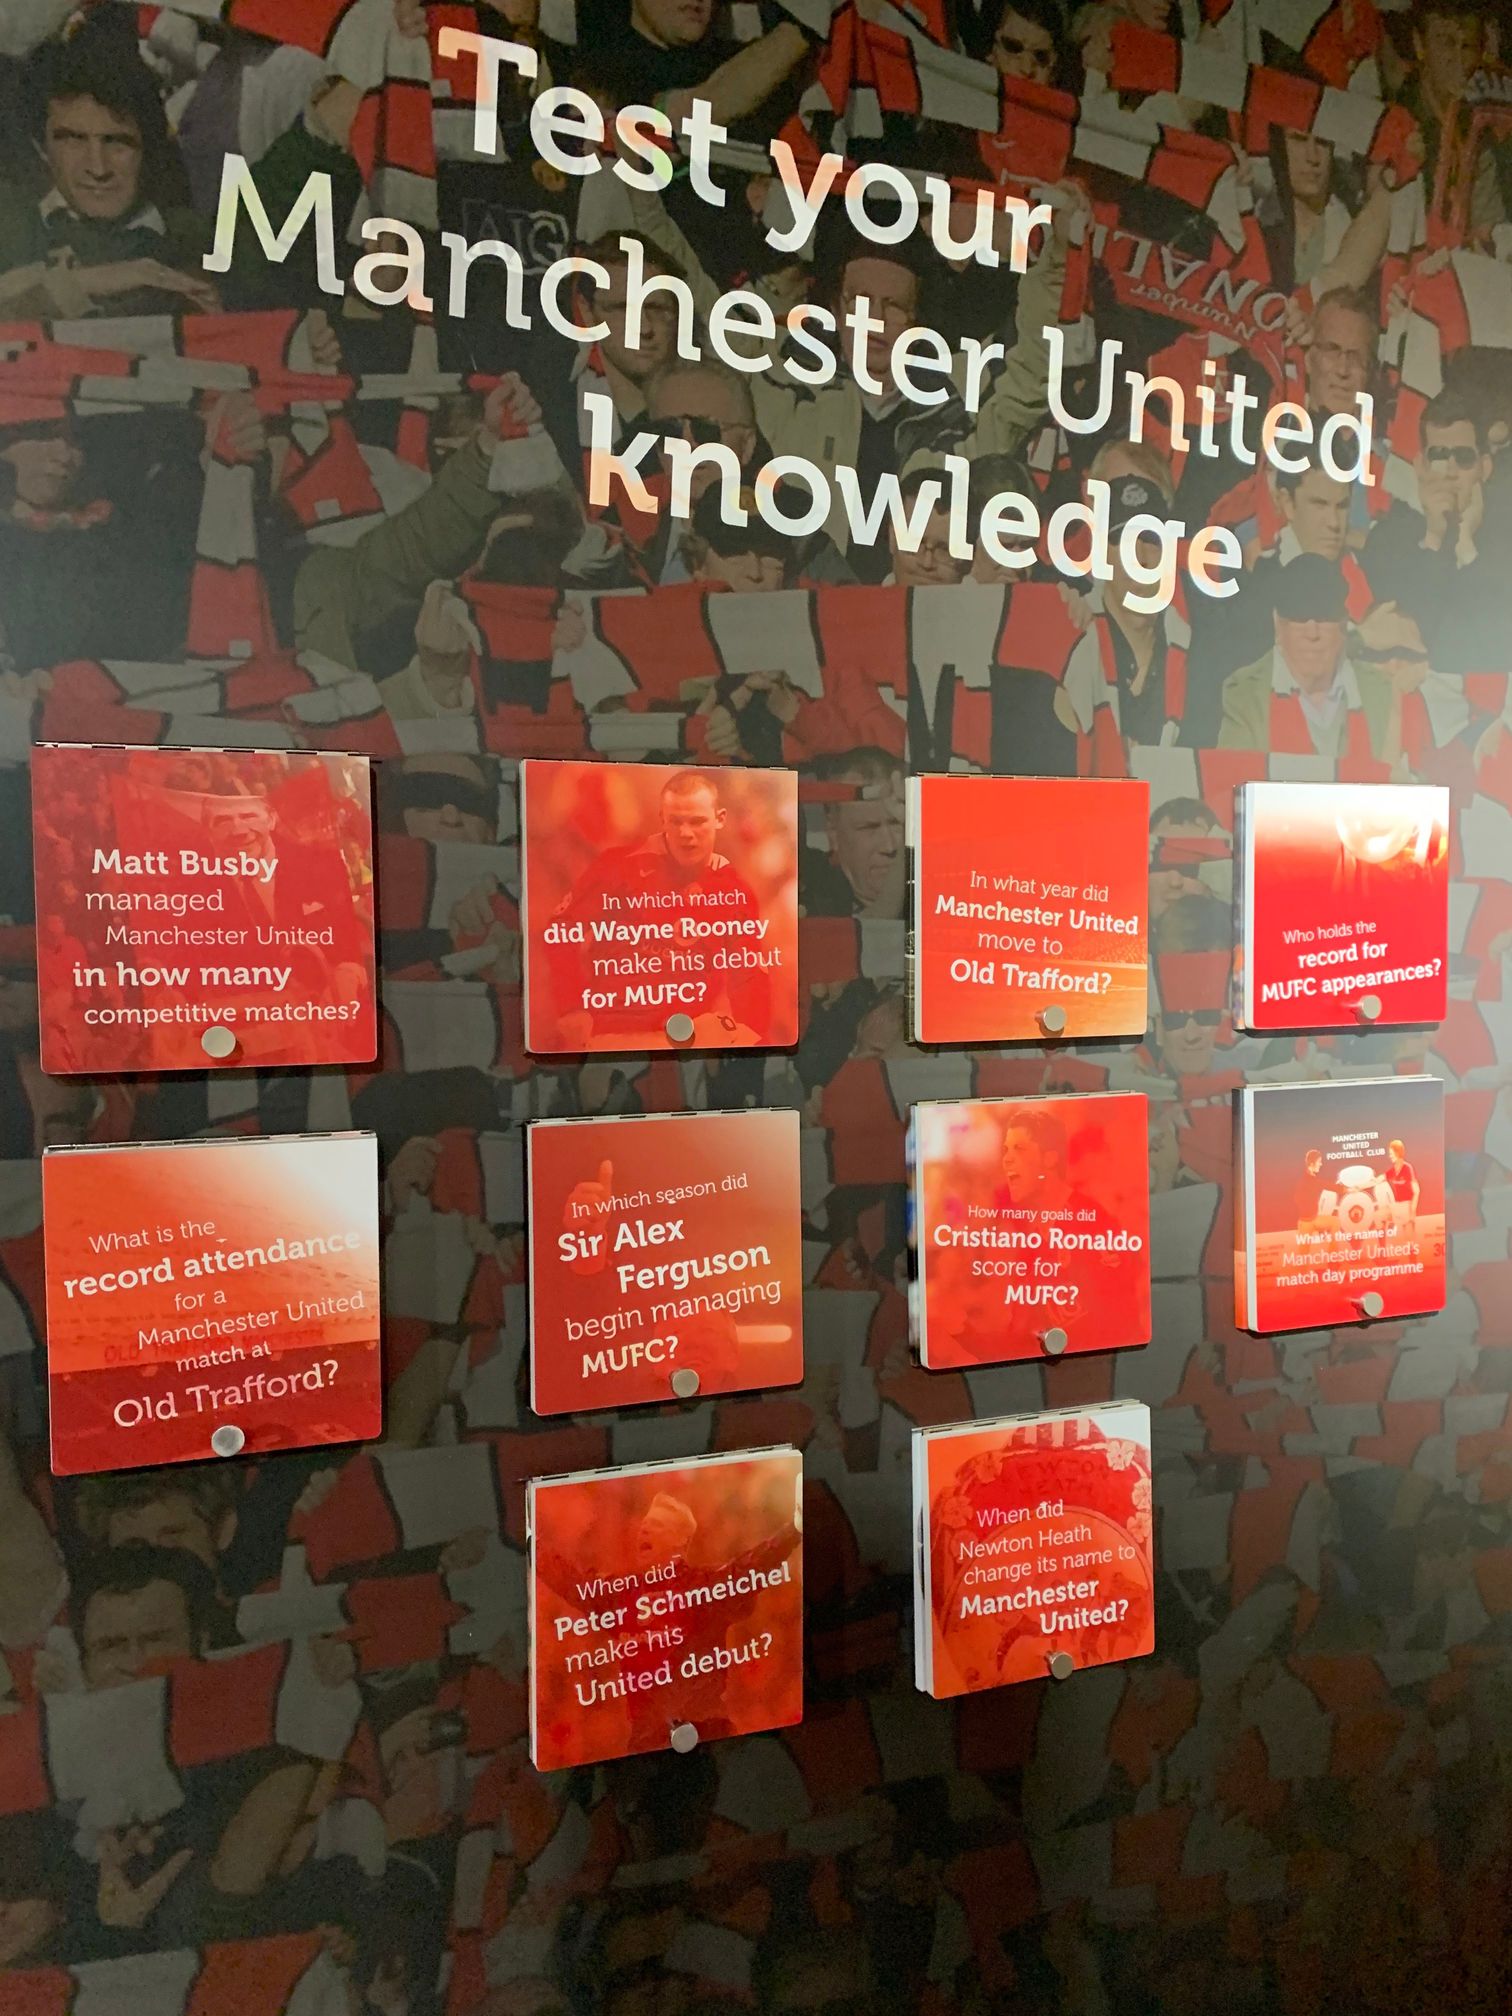 Test your
Manchester United
knowledge
AIG
Number
Matt Busby
managed
Manchester United
in how many
competitive matches?
In which match
did Wayne Rooney
make his debut
for MUFC?
In what year did
Manchester United
move to
Old Trafford?
Who holds the
record for
MUFC appearances?
What is the
record attendance
for a
Manchester United
match at
Old Trafford?
In which season did
Sir Alex
Ferguson
begin managing
MUFC?
How many goals did
Cristiano Ronaldo
score for
MUFC?
MANCHESTER
UNITED
FOOTBALL CLUB
What's the name of
Manchester United's
match day programme
When did
Peter Schmeichel
make his
United debut?
When did
Newton Heath
change its name to
Manchester
United?